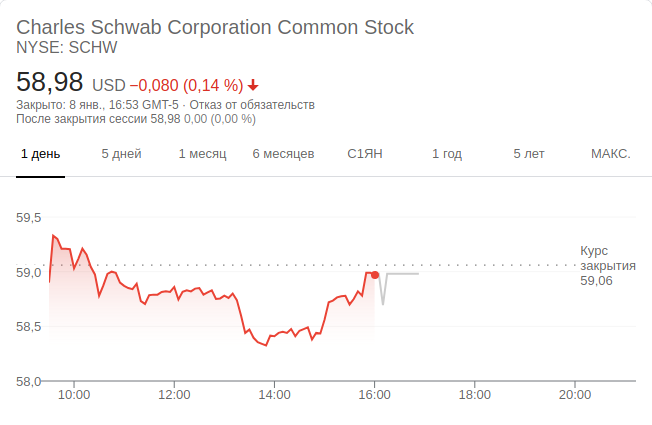 Charles Schwab Corporation Common Stock
NYSE: SCHW
58,98 USD −0,080 (0,14 %)
Закрыто: 8 янв., 16:53 GMT-5 · Отказ от обязательств
После закрытия сессии 58,98 0,00 (0,00 %)
1 день 5 дней 1 месяц 6 месяцев С1ЯН 1 год 5 лет МАКС.
59,5
Курс
закрытия
59,06
59,0
58,5
58,0
10:00 12:00 14:00 16:00 18:00 20:00